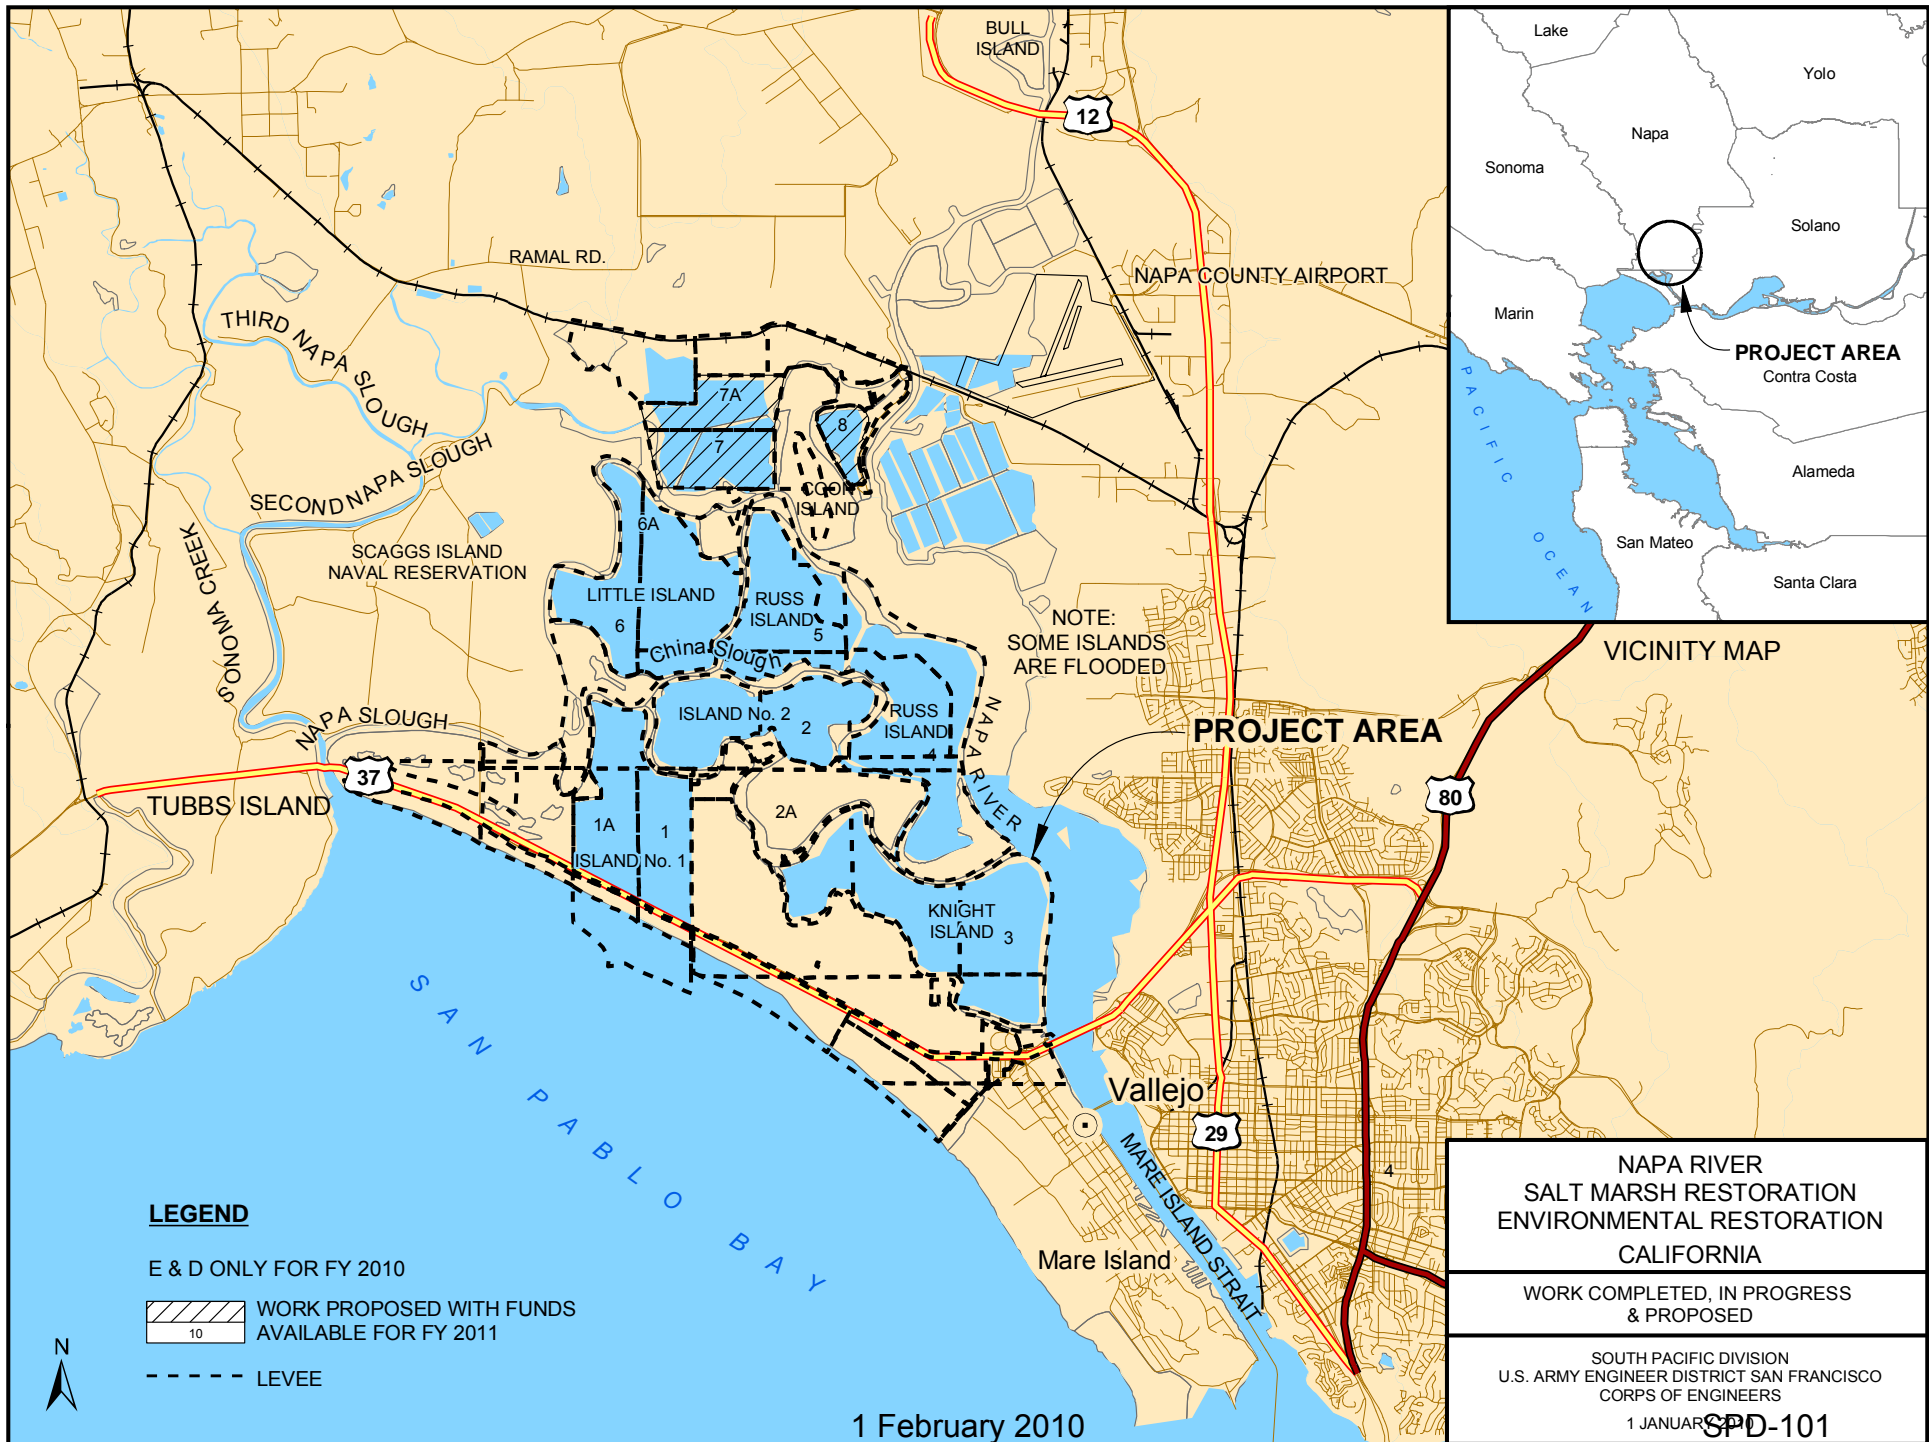 BULL
ISLAND
12
RAMAL RD.
NAPA COUNTY AIRPORT
THIRD NAPA SLOUGH
SECOND NAPA SLOUGH
SONOMA CREEK
SCAGGS ISLAND
NAVAL RESERVATION
NAPA SLOUGH
37
TUBBS ISLAND
7A
7
8
COON
ISLAND
6A
LITTLE ISLAND
6
RUSS
ISLAND
5
China Slough
ISLAND No. 2
2
RUSS
ISLAND
4
NAPA RIVER
NOTE:
SOME ISLANDS
ARE FLOODED
PROJECT AREA
1A
1
ISLAND No. 1
2A
KNIGHT
ISLAND
3
80
SAN PABLO BAY
Vallejo
29
4
MARE ISLAND STRAIT
Mare Island
LEGEND
E & D ONLY FOR FY 2010
WORK PROPOSED WITH FUNDS
10
AVAILABLE FOR FY 2011
LEVEE
N
1 February 2010
Lake
Yolo
Napa
Sonoma
Solano
Marin
PROJECT AREA
Contra Costa
PACIFIC OCEAN
Alameda
San Mateo
Santa Clara
VICINITY MAP
NAPA RIVER
SALT MARSH RESTORATION
ENVIRONMENTAL RESTORATION
CALIFORNIA
WORK COMPLETED, IN PROGRESS
& PROPOSED
SOUTH PACIFIC DIVISION
U.S. ARMY ENGINEER DISTRICT SAN FRANCISCO
CORPS OF ENGINEERS
1 JANUARY 2010
SPD-101